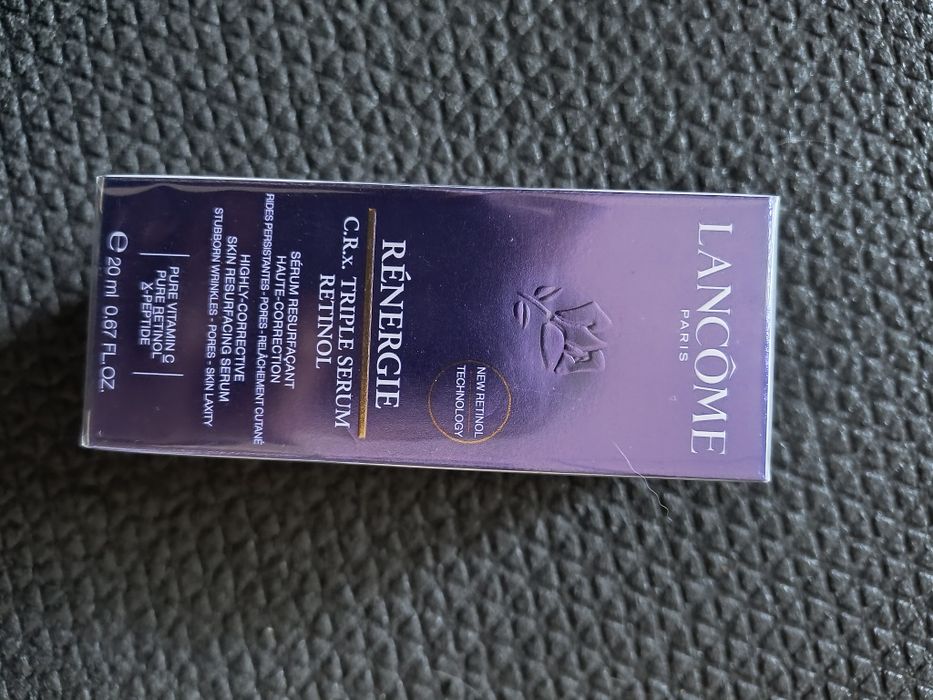 LANCÔME
PARIS
NEW RETINOL
TECHNOLOGY
RÉNERGIE
C.R.x. TRIPLE SERUM
RETINOL
SÉRUM RESURFAÇANT
HAUTE-CORRECTION
RIDES PERSISTANTES - PORES - RELÂCHEMENT CUTANÉ
HIGHLY-CORRECTIVE
SKIN RESURFACING SERUM
STUBBORN WRINKLES - PORES - SKIN LAXITY
PURE VITAMIN C
PURE RETINOL
X-PEPTIDE
℮ 20 ml 0.67 FL.OZ.